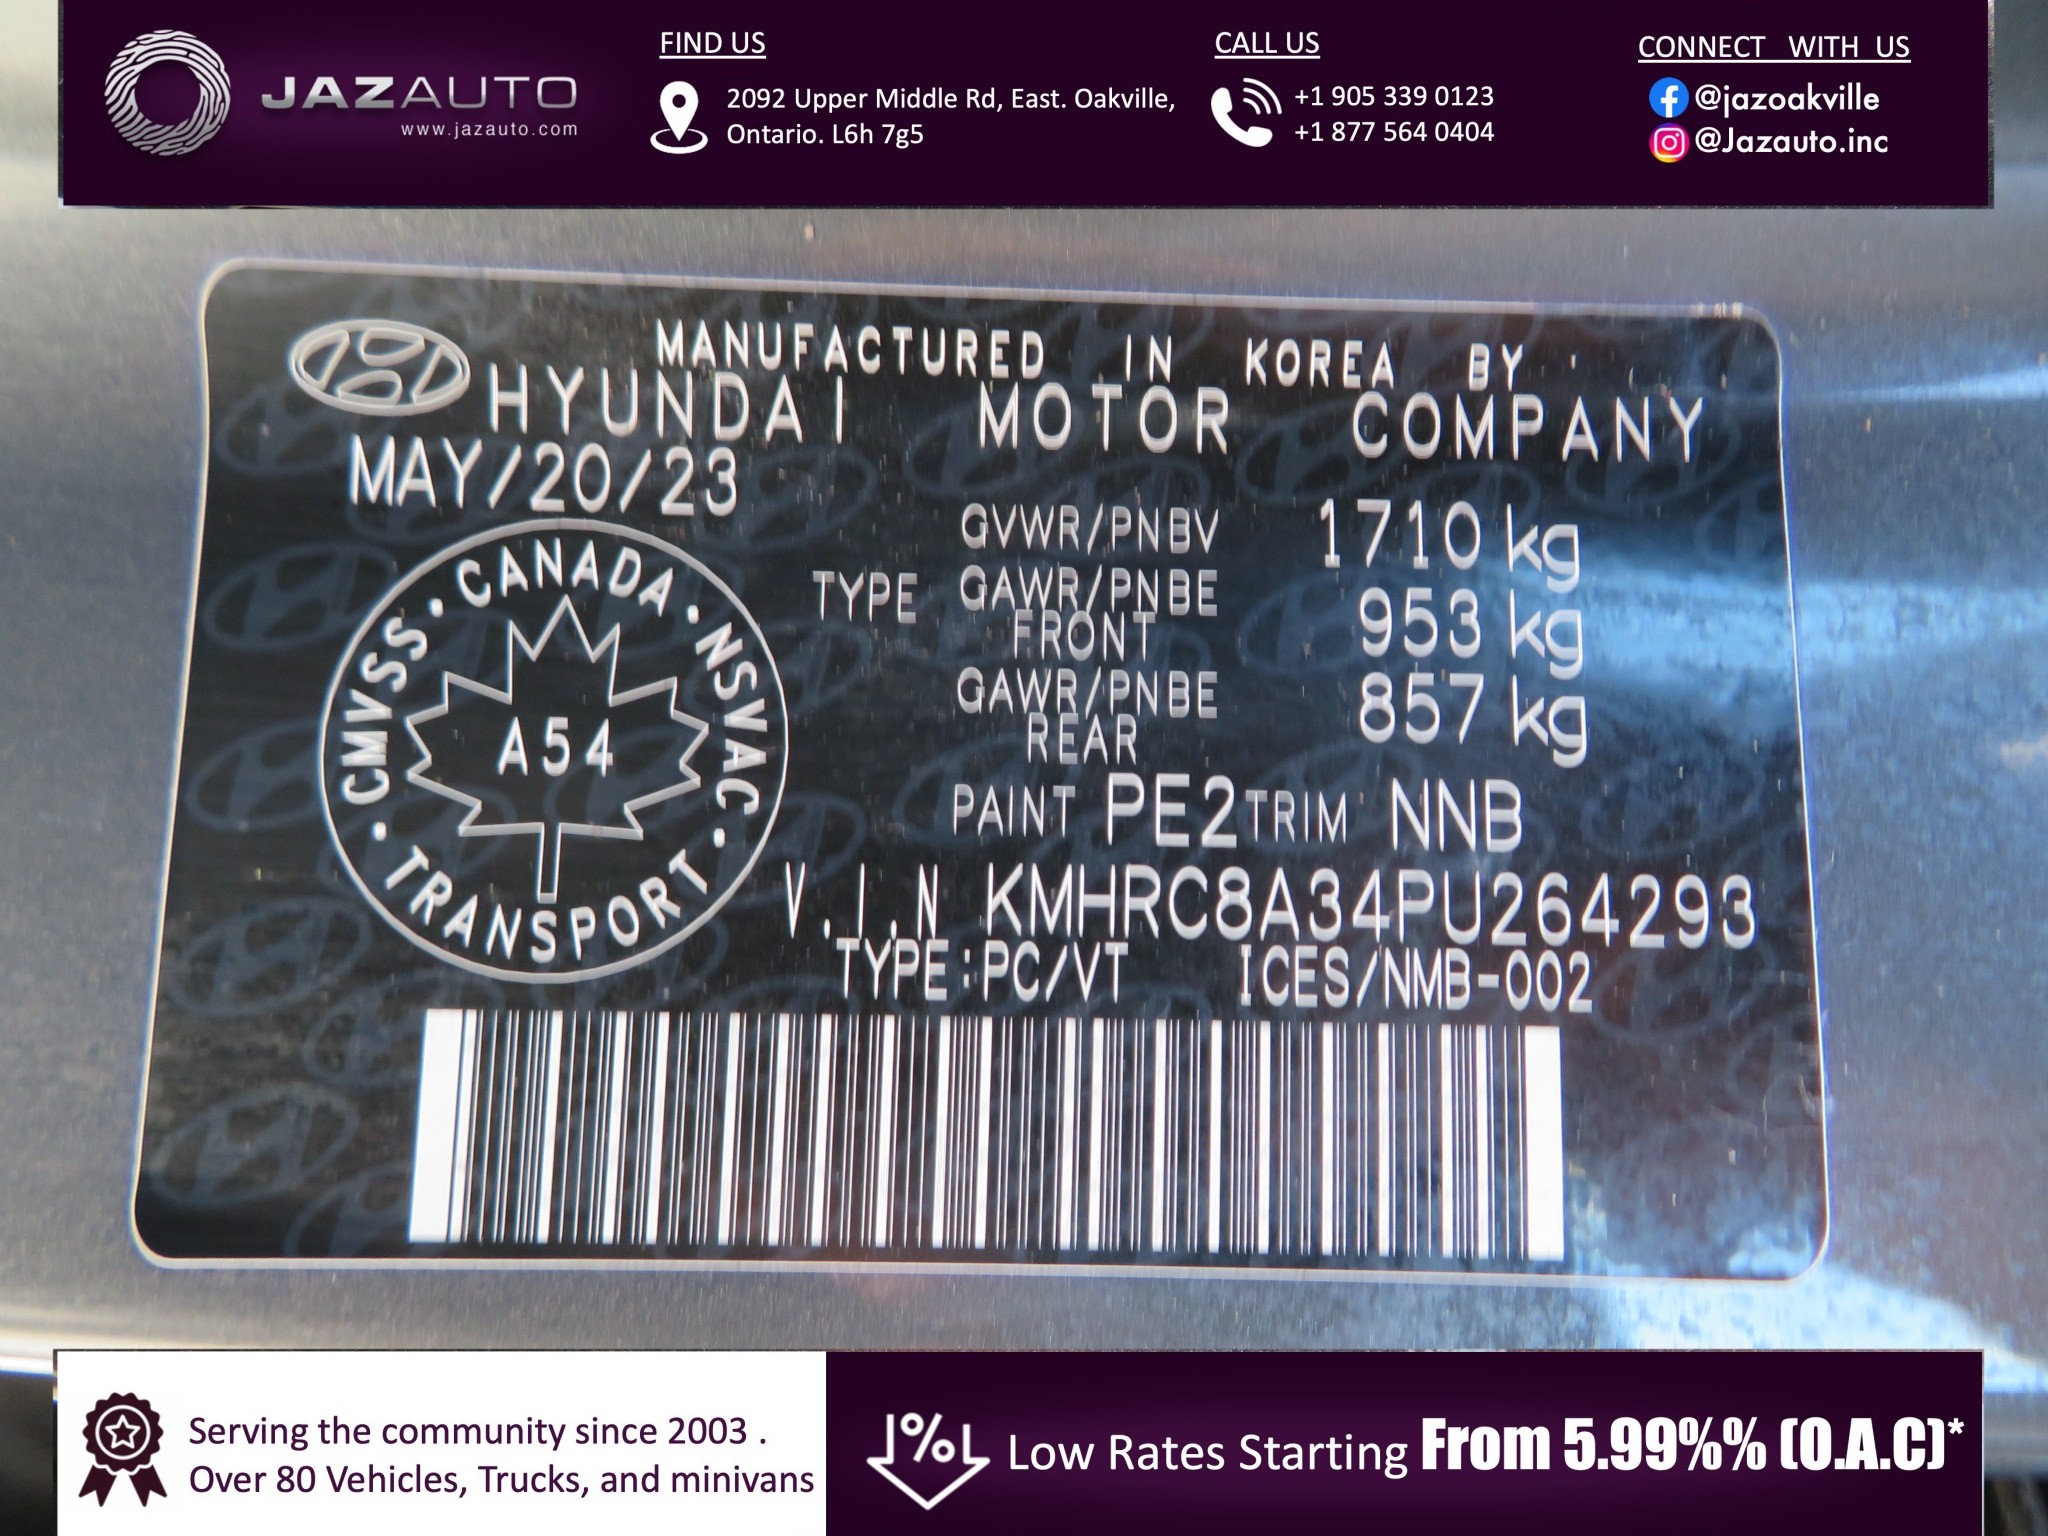 JAZAUTO
www.jazauto.com
FIND US
2092 Upper Middle Rd, East. Oakville,
Ontario. L6h 7g5
CALL US
+1 905 339 0123
+1 877 564 0404
CONNECT WITH US
@jazoakville
@Jazauto.inc
MANUFACTURED IN KOREA BY
HYUNDAI MOTOR COMPANY
MAY/20/23
GVWR/PNBV 1710 kg
TYPE GAWR/PNBE FRONT 953 kg
GAWR/PNBE REAR 857 kg
CANADA · NSVAC · TRANSPORT · CMVSS ·
A54
PAINT PE2 TRIM NNB
V.I.N KMHRC8A34PU264293
TYPE:PC/VT ICES/NMB-002
Serving the community since 2003 .
Over 80 Vehicles, Trucks, and minivans
%
Low Rates Starting From 5.99%% (O.A.C)*